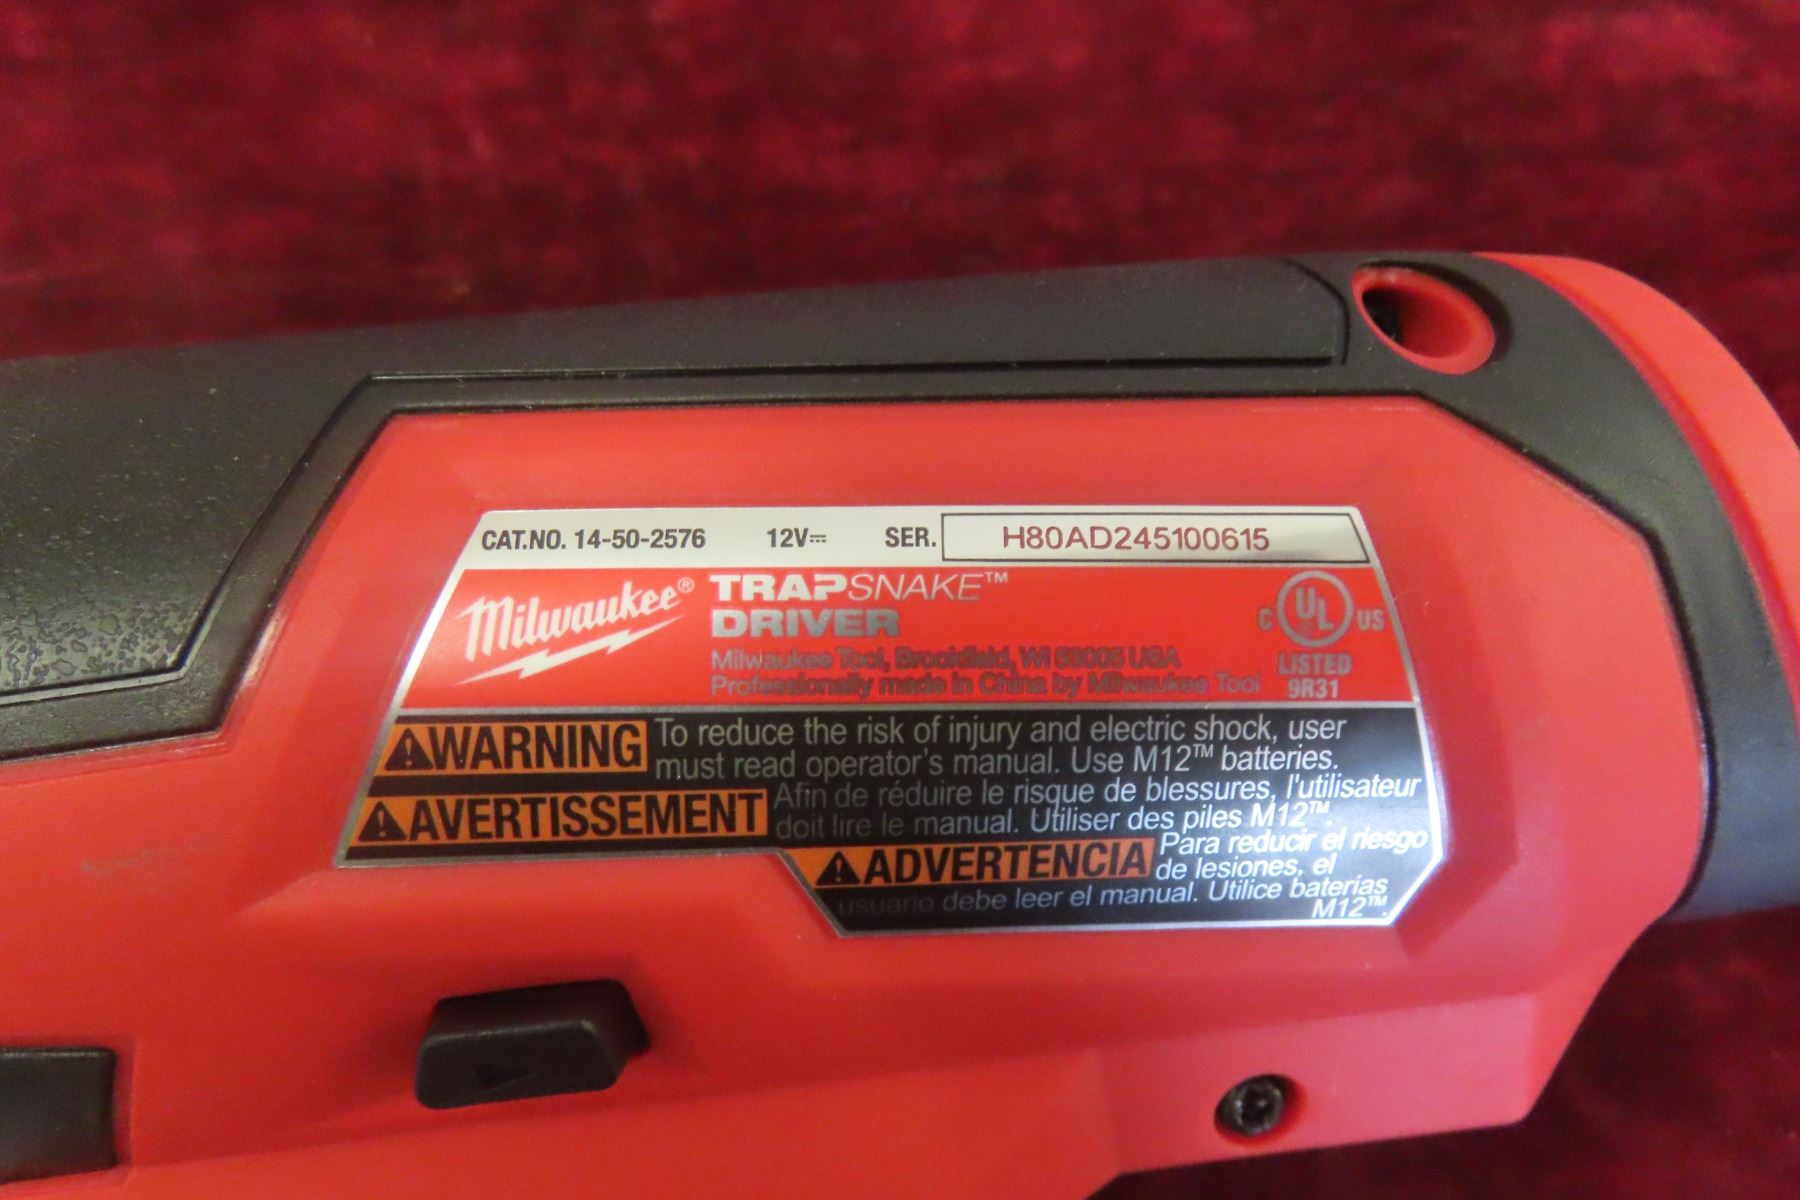 CAT.NO. 14-50-2576 12V⎓ SER. H80AD245100615
Milwaukee® TRAPSNAKE™
DRIVER
Milwaukee Tool, Brookfield, WI 53005 USA
Professionally made in China by Milwaukee Tool
C UL US
LISTED
9R31
⚠WARNING To reduce the risk of injury and electric shock, user
must read operator's manual. Use M12™ batteries.
⚠AVERTISSEMENT Afin de réduire le risque de blessures, l'utilisateur
doit lire le manual. Utiliser des piles M12™.
⚠ADVERTENCIA Para reducir el riesgo
de lesiones, el
usuario debe leer el manual. Utilice baterías
M12™.